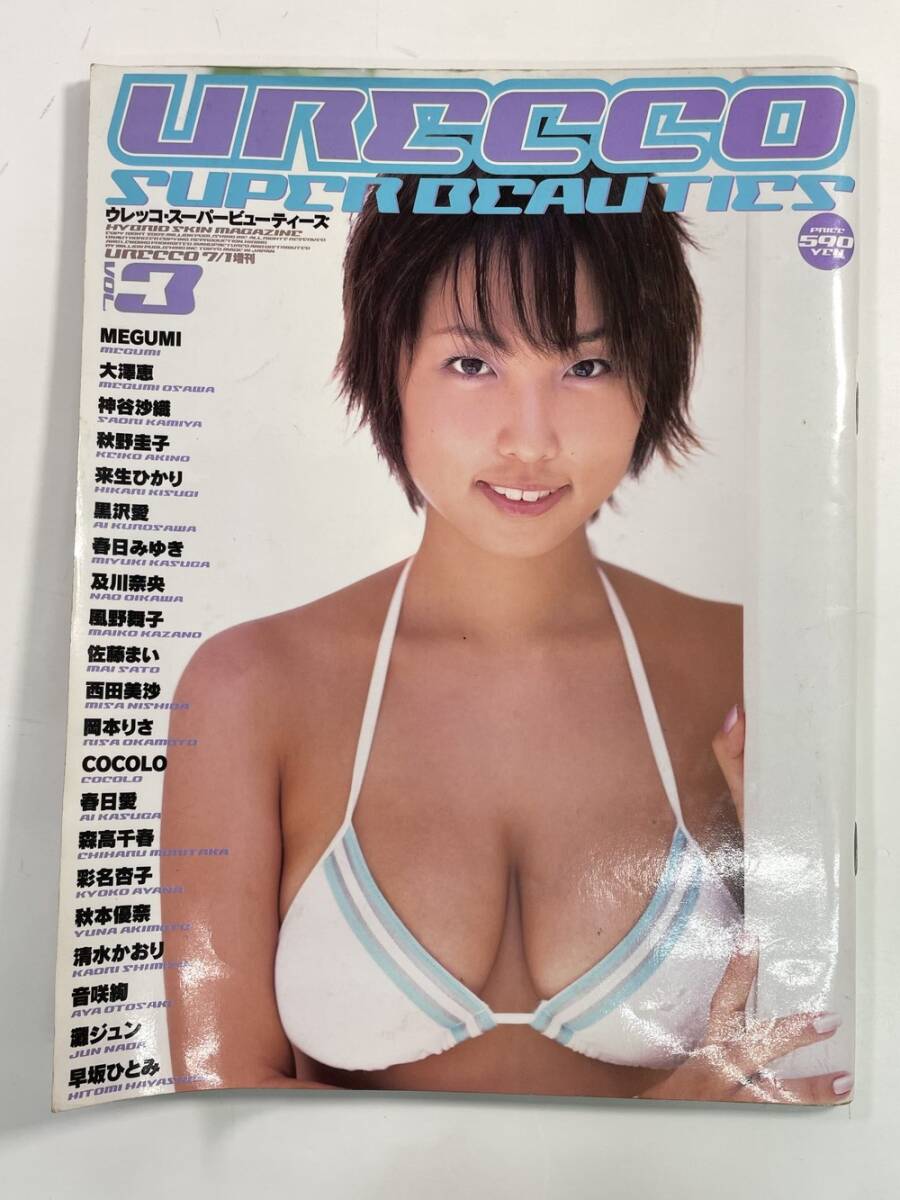 URECCO
SUPER BEAUTIES
ウレッコ・スーパービューティーズ
HYBRID SKIN MAGAZINE
URECCO 7/1増刊
VOL. 3
PRICE
590
YEN
MEGUMI
MEGUMI
大澤恵
MEGUMI OSAWA
神谷沙織
SAORI KAMIYA
秋野圭子
KEIKO AKINO
来生ひかり
HIKARI KISUGI
黒沢愛
AI KUROSAWA
春日みゆき
MIYUKI KASUGA
及川奈央
NAO OIKAWA
風野舞子
MAIKO KAZANO
佐藤まい
MAI SATO
西田美沙
MISA NISHIDA
岡本りさ
RISA OKAMOTO
COCOLO
COCOLO
春日愛
AI KASUGA
森高千春
CHIHARU MORITAKA
彩名杏子
KYOKO AYANA
秋本優奈
YUNA AKIMOTO
清水かおり
KAORI
音咲絢
AYA OTOSAKI
灘ジュン
JUN NADA
早坂ひとみ
HITOMI